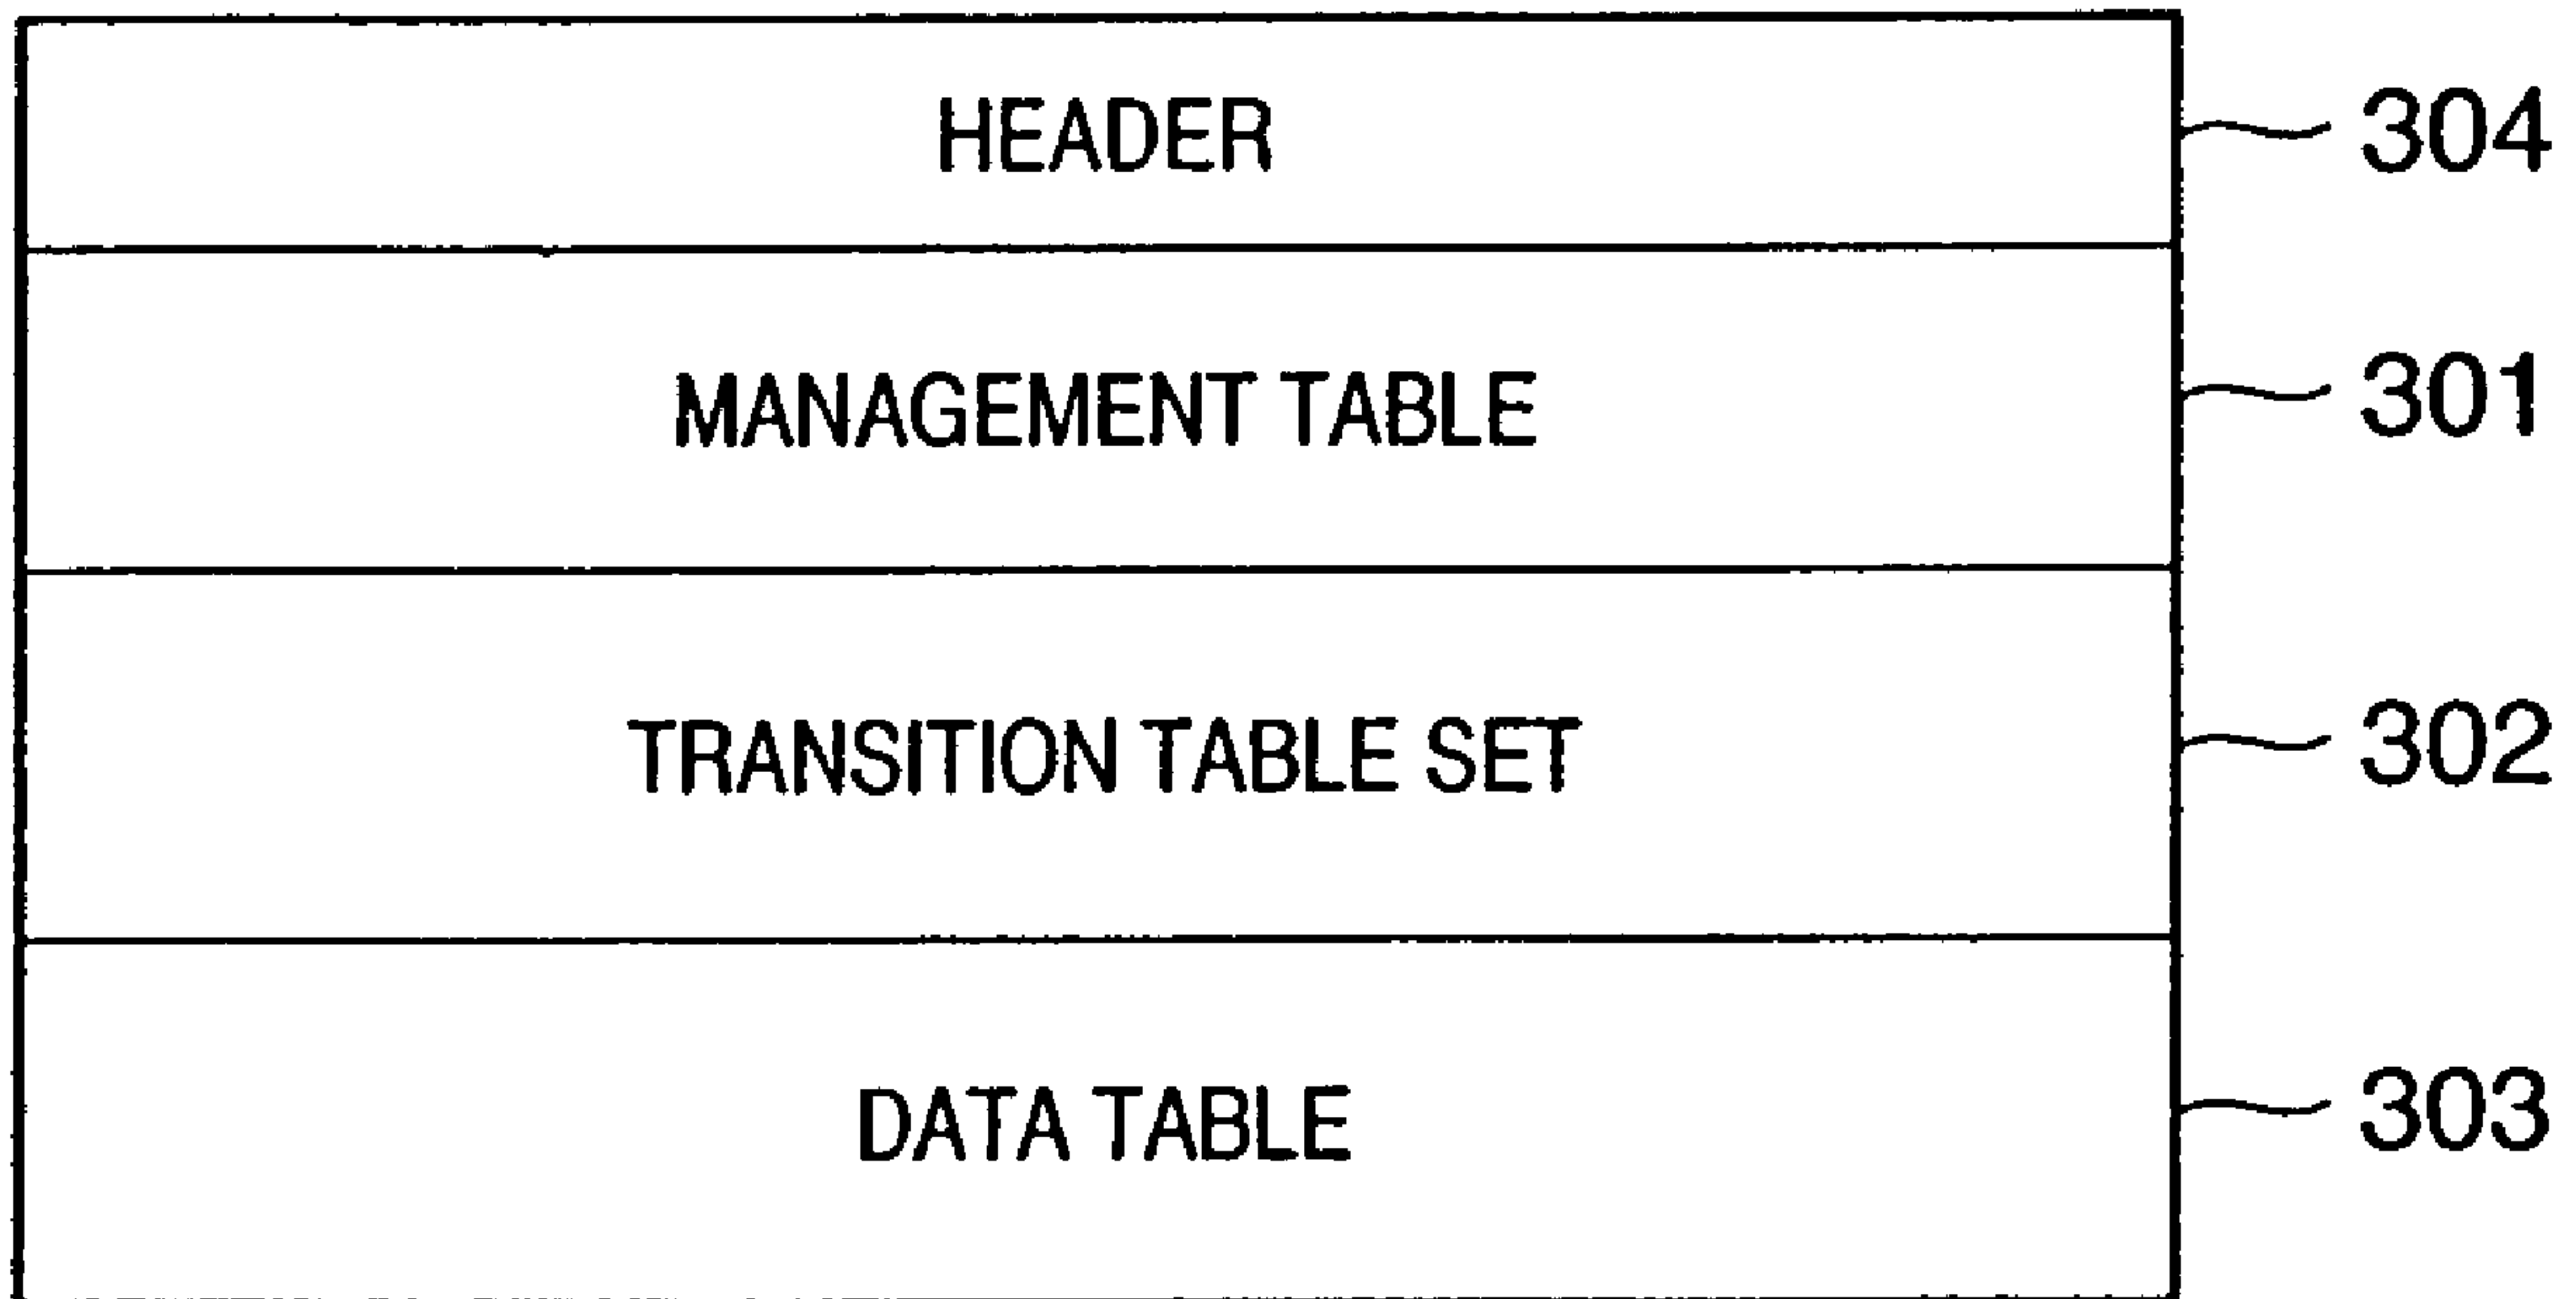 HEADER 304
MANAGEMENT TABLE 301
TRANSITION TABLE SET 302
DATA TABLE 303